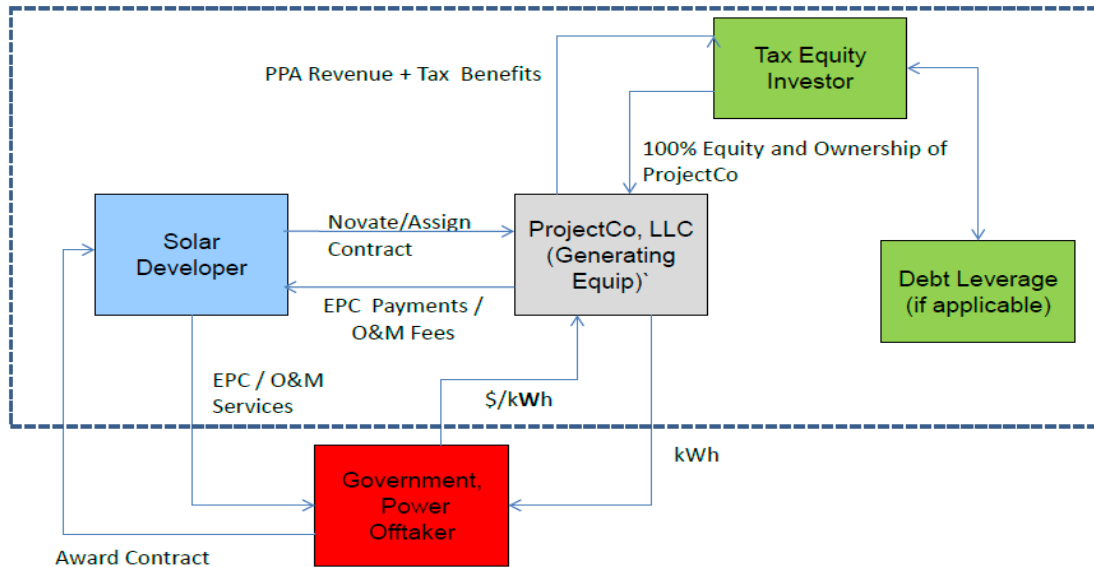 PPA Revenue + Tax  Benefits
Tax Equity
Investor
100% Equity and Ownership of
ProjectCo
Solar
Developer
Novate/Assign
Contract
ProjectCo, LLC
(Generating
Equip)`
EPC  Payments /
O&M Fees
Debt Leverage
(if applicable)
EPC / O&M
Services
$/kWh
kWh
Government,
Power
Offtaker
Award Contract